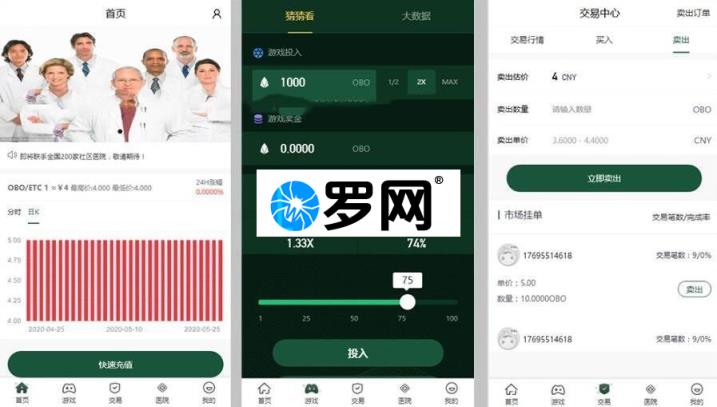 首页
即将联手全国200家社区医院，敬请期待！
OBO/ETC 1 ≈￥4 最高价:4.000 最低价:4.000
24H涨幅
0.0000%
分时 日K
5.00
4.75
4.50
4.25
4.00
2020-04-25 2020-05-10 2020-05-25
快速充值
首页 游戏 交易 医院 我的
猜猜看 大数据
游戏投入
1000 OBO 1/2 2X MAX
游戏奖金
0.0000 OBO
罗网®
1.33X 74%
75
1 25 50 75 100
投入
首页 游戏 交易 医院 我的
交易中心 卖出订单
交易行情 买入 卖出
卖出估价 4 CNY
卖出数量 请输入数量 OBO
卖出单价 3.6000 - 4.4000 CNY
立即卖出
市场挂单 交易笔数/完成率
17695514618 交易笔数: 9/0%
单价: 5.00
数量: 10.0000OBO
卖出
17695514618 交易笔数: 9/0%
首页 游戏 交易 医院 我的